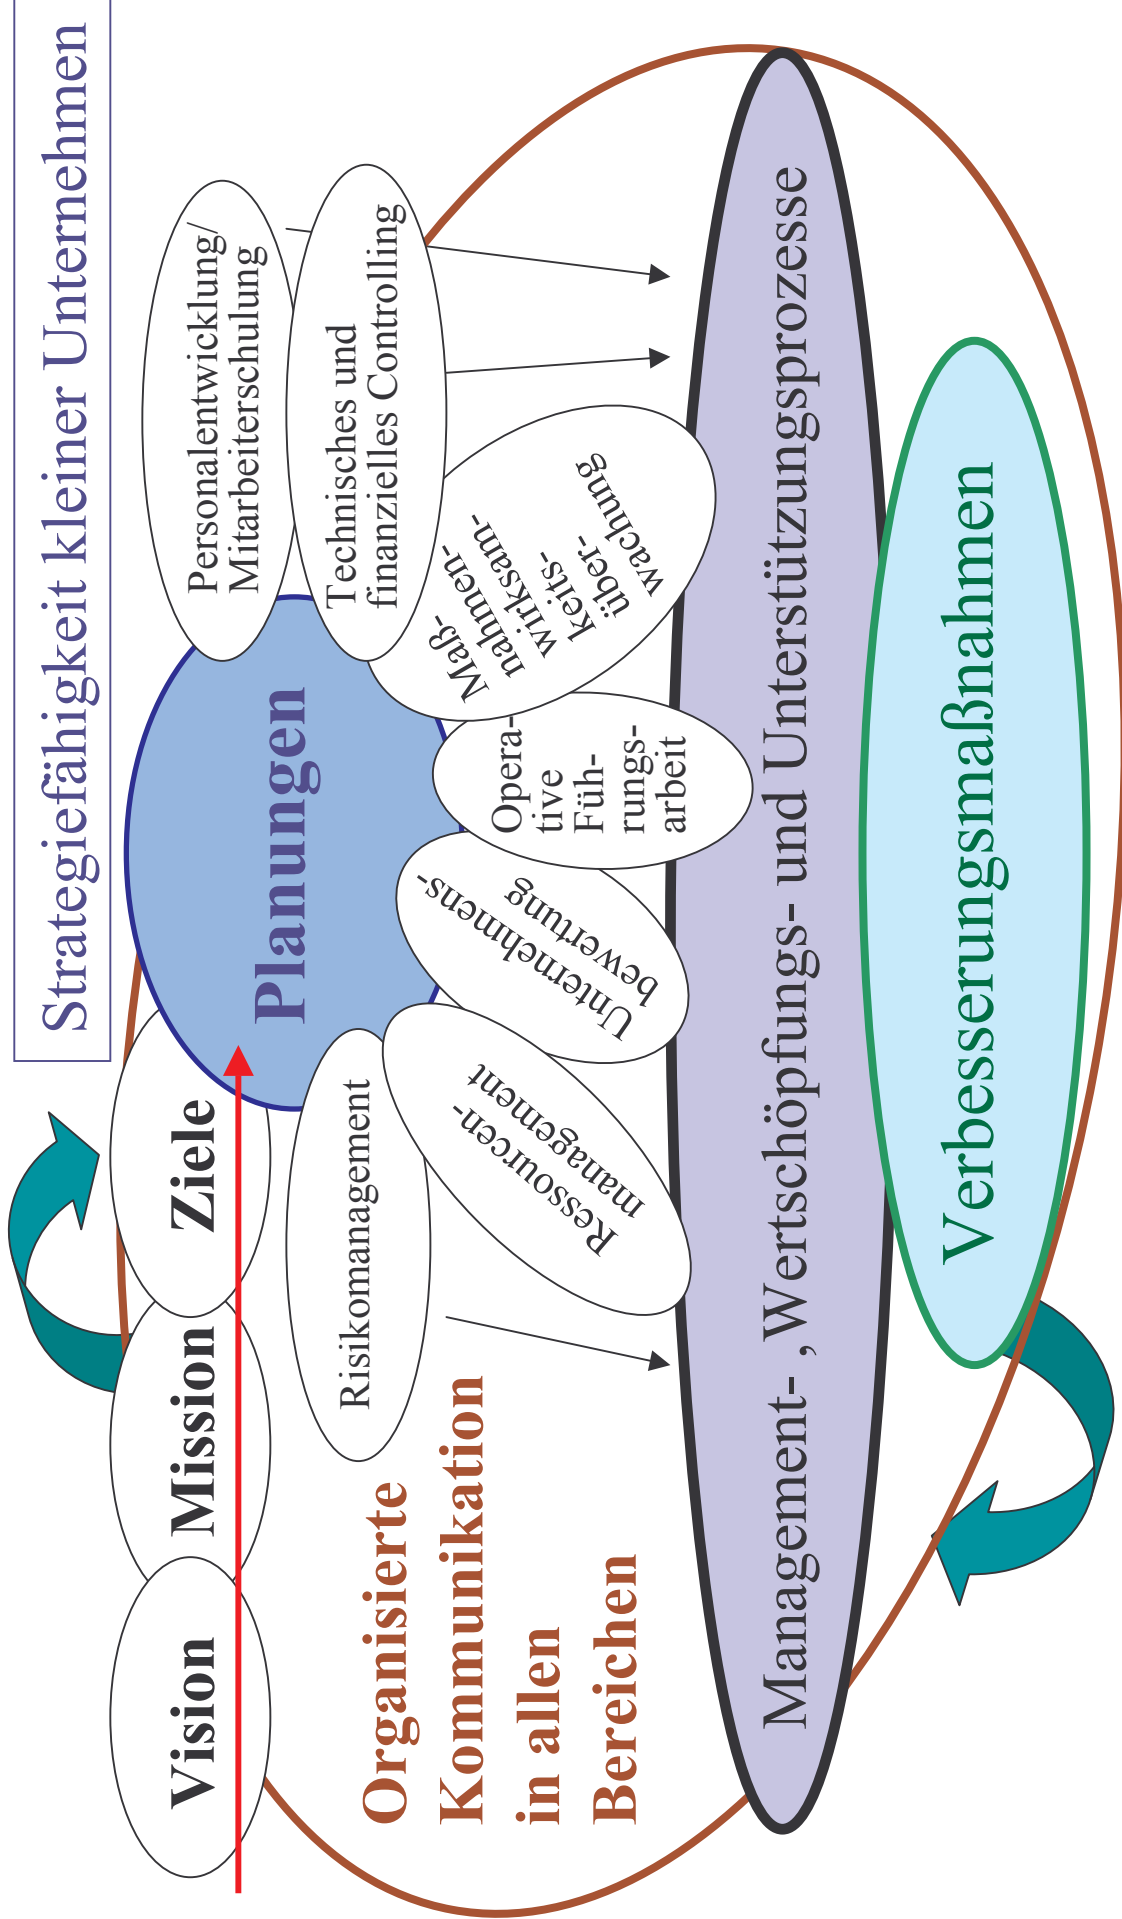 Strategiefähigkeit kleiner Unternehmen
Vision
Mission
Ziele
Planungen
Personalentwicklung/
Mitarbeiterschulung
Technisches und
finanzielles Controlling
Risikomanagement
Ressourcen-
management
Unternehmens-
bewertung
Opera-
tive
Füh-
rungs-
arbeit
Maß-
nahmen-
wirksam-
keits-
über-
wachung
Organisierte
Kommunikation
in allen
Bereichen
Management- , Wertschöpfungs- und Unterstützungsprozesse
Verbesserungsmaßnahmen